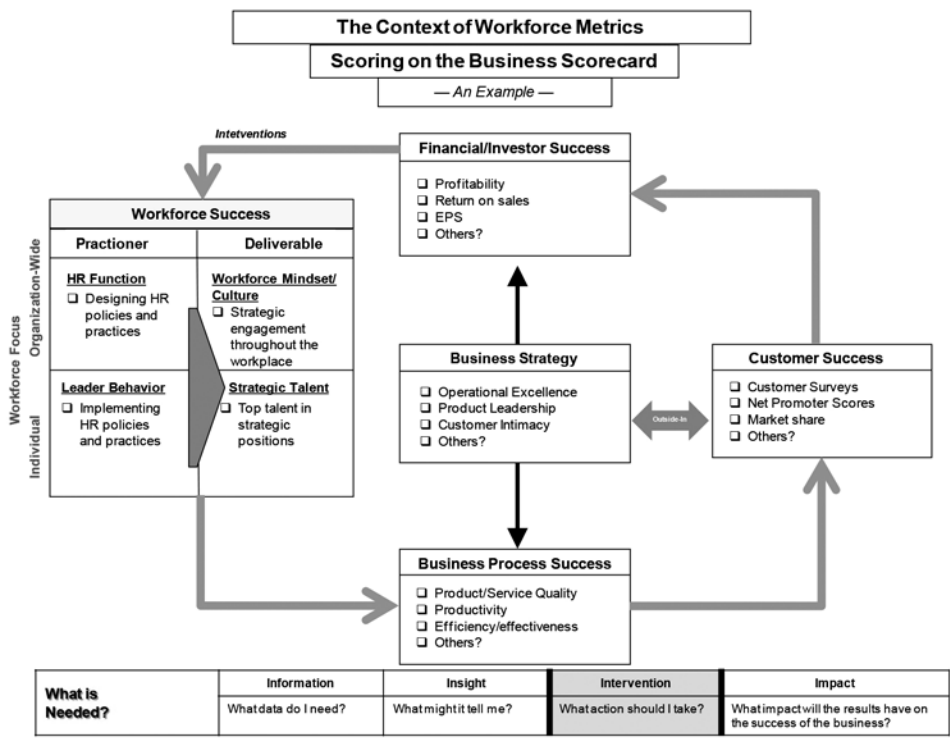 The Context of Workforce Metrics
Scoring on the Business Scorecard
— An Example —
Intetventions
Financial/Investor Success
❑ Profitability
❑ Return on sales
❑ EPS
❑ Others?
Workforce Success
Practioner
Deliverable
Workforce Focus
Organization-Wide
Individual
HR Function
❑ Designing HR
policies and
practices
Workforce Mindset/
Culture
❑ Strategic
engagement
throughout the
workplace
Leader Behavior
❑ Implementing
HR policies
and practices
Strategic Talent
❑ Top talent in
strategic
positions
Business Strategy
❑ Operational Excellence
❑ Product Leadership
❑ Customer Intimacy
❑ Others?
Outside-In
Customer Success
❑ Customer Surveys
❑ Net Promoter Scores
❑ Market share
❑ Others?
Business Process Success
❑ Product/Service Quality
❑ Productivity
❑ Efficiency/effectiveness
❑ Others?
What is
Needed?
Information
What data do I need?
Insight
What might it tell me?
Intervention
What action should I take?
Impact
What impact will the results have on
the success of the business?